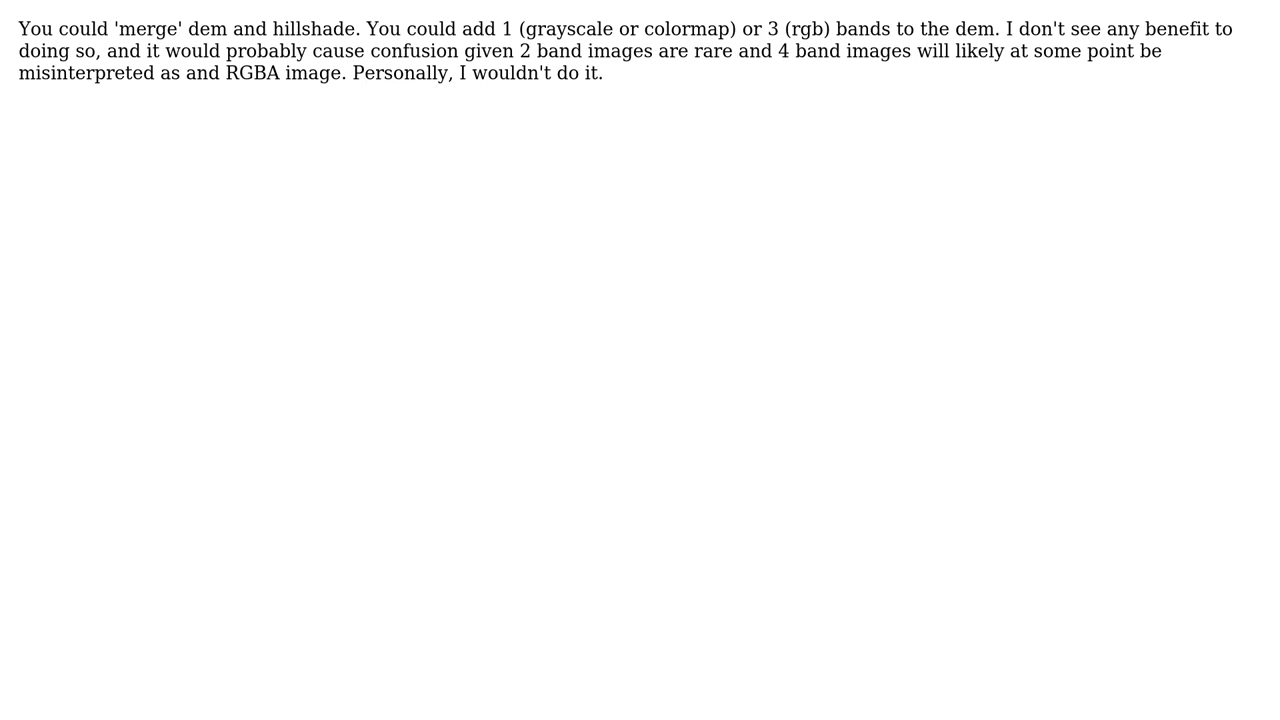 You could 'merge' dem and hillshade. You could add 1 (grayscale or colormap) or 3 (rgb) bands to the dem. I don't see any benefit to
doing so, and it would probably cause confusion given 2 band images are rare and 4 band images will likely at some point be
misinterpreted as and RGBA image. Personally, I wouldn't do it.